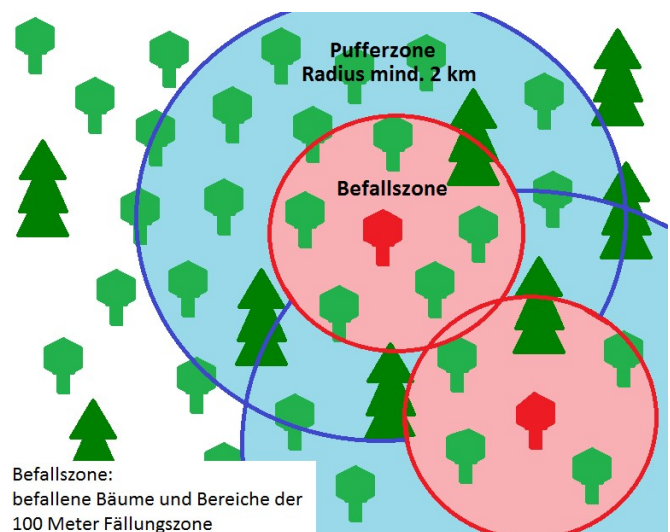 Pufferzone
Radius mind. 2 km
Befallszone
Befallszone:
befallene Bäume und Bereiche der
100 Meter Fällungszone